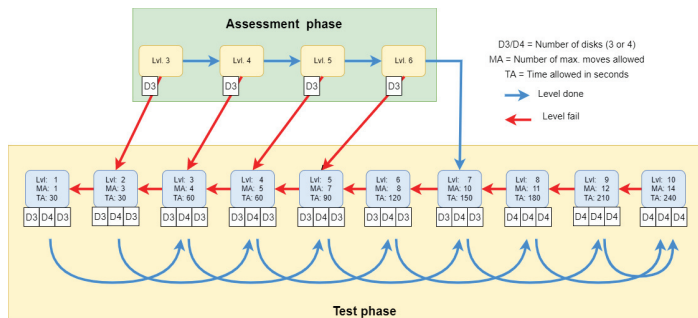 Assessment phase
Lvl. 3
Lvl. 4
Lvl. 5
Lvl. 6
D3
D3
D3
D3
D3/D4 = Number of disks (3 or 4)
MA = Number of max. moves allowed
TA = Time allowed in seconds
Level done
Level fail
Lvl: 1
MA: 1
TA: 30
D3 D4 D3
Lvl: 2
MA: 3
TA: 30
D3 D4 D3
Lvl: 3
MA: 4
TA: 60
D3 D4 D3
Lvl: 4
MA: 5
TA: 60
D3 D4 D3
Lvl: 5
MA: 7
TA: 90
D3 D4 D3
Lvl: 6
MA: 8
TA: 120
D3 D4 D3
Lvl: 7
MA: 10
TA: 150
D3 D4 D3
Lvl: 8
MA: 11
TA: 180
D4 D4 D4
Lvl: 9
MA: 12
TA: 210
D4 D4 D4
Lvl: 10
MA: 14
TA: 240
D4 D4 D4
Test phase